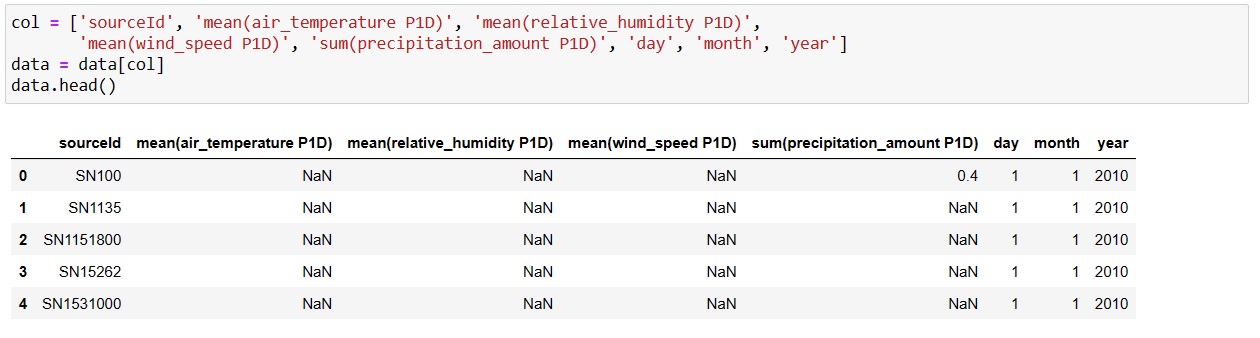 col = ['sourceId', 'mean(air_temperature P1D)', 'mean(relative_humidity P1D)',
'mean(wind_speed P1D)', 'sum(precipitation_amount P1D)', 'day', 'month', 'year']
data = data[col]
data.head()
sourceId mean(air_temperature P1D) mean(relative_humidity P1D) mean(wind_speed P1D) sum(precipitation_amount P1D) day month year
0 SN100 NaN NaN NaN 0.4 1 1 2010
1 SN1135 NaN NaN NaN NaN 1 1 2010
2 SN1151800 NaN NaN NaN NaN 1 1 2010
3 SN15262 NaN NaN NaN NaN 1 1 2010
4 SN1531000 NaN NaN NaN NaN 1 1 2010